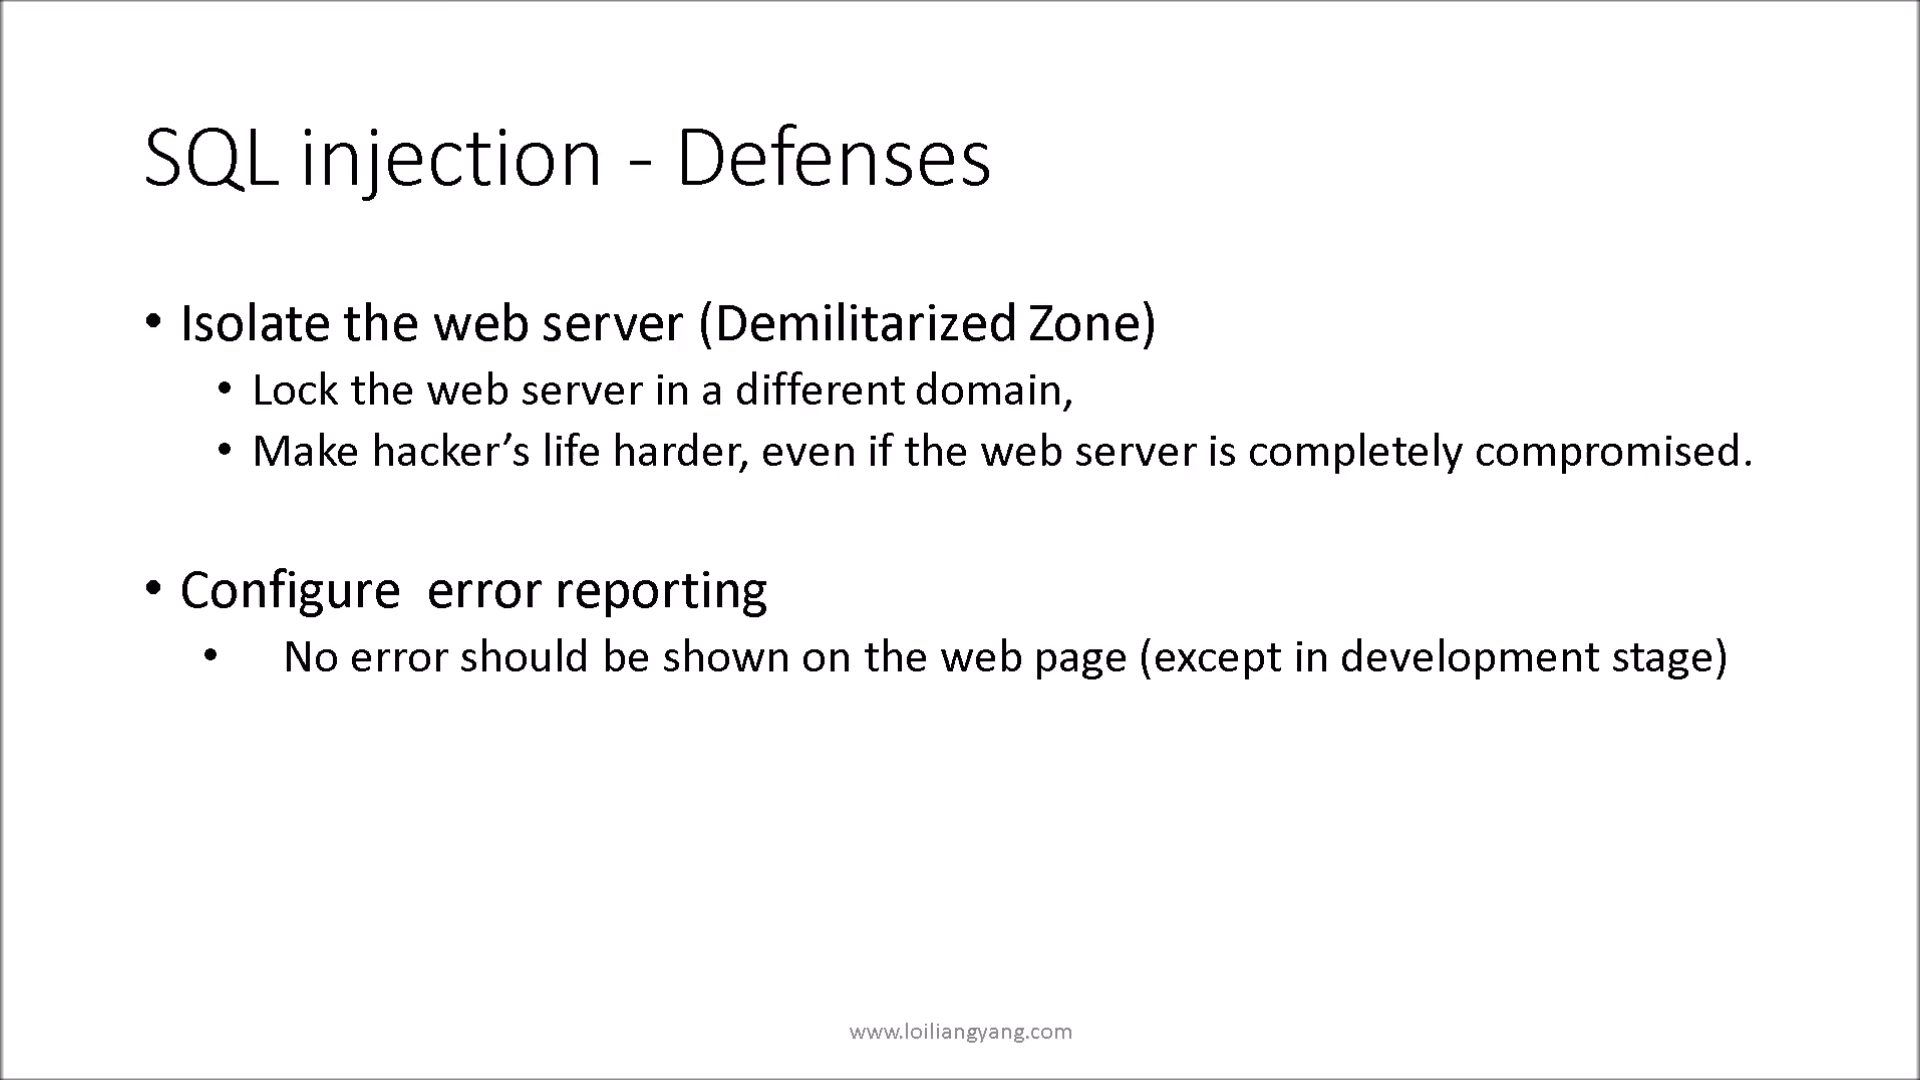 SQL injection - Defenses
• Isolate the web server (Demilitarized Zone)
• Lock the web server in a different domain,
• Make hacker’s life harder, even if the web server is completely compromised.
• Configure  error reporting
• No error should be shown on the web page (except in development stage)
www.loiliangyang.com